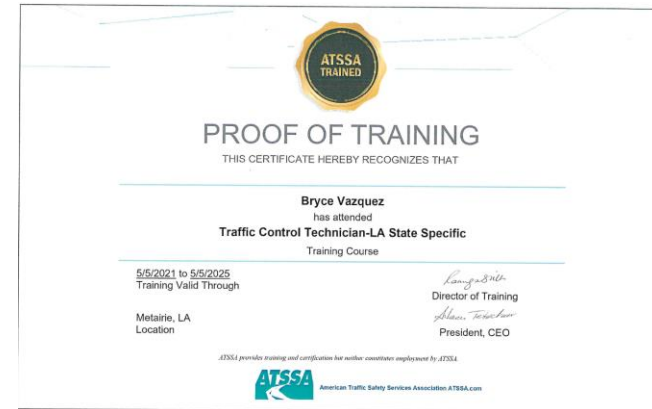 ATSSA
TRAINED
PROOF OF TRAINING
THIS CERTIFICATE HEREBY RECOGNIZES THAT
Bryce Vazquez
has attended
Traffic Control Technician-LA State Specific
Training Course
5/5/2021 to 5/5/2025
Training Valid Through
Director of Training
Metairie, LA
Location
President, CEO
ATSSA provides training and certification but neither constitutes employment by ATSSA
ATSSA
American Traffic Safety Services Association ATSSA.com